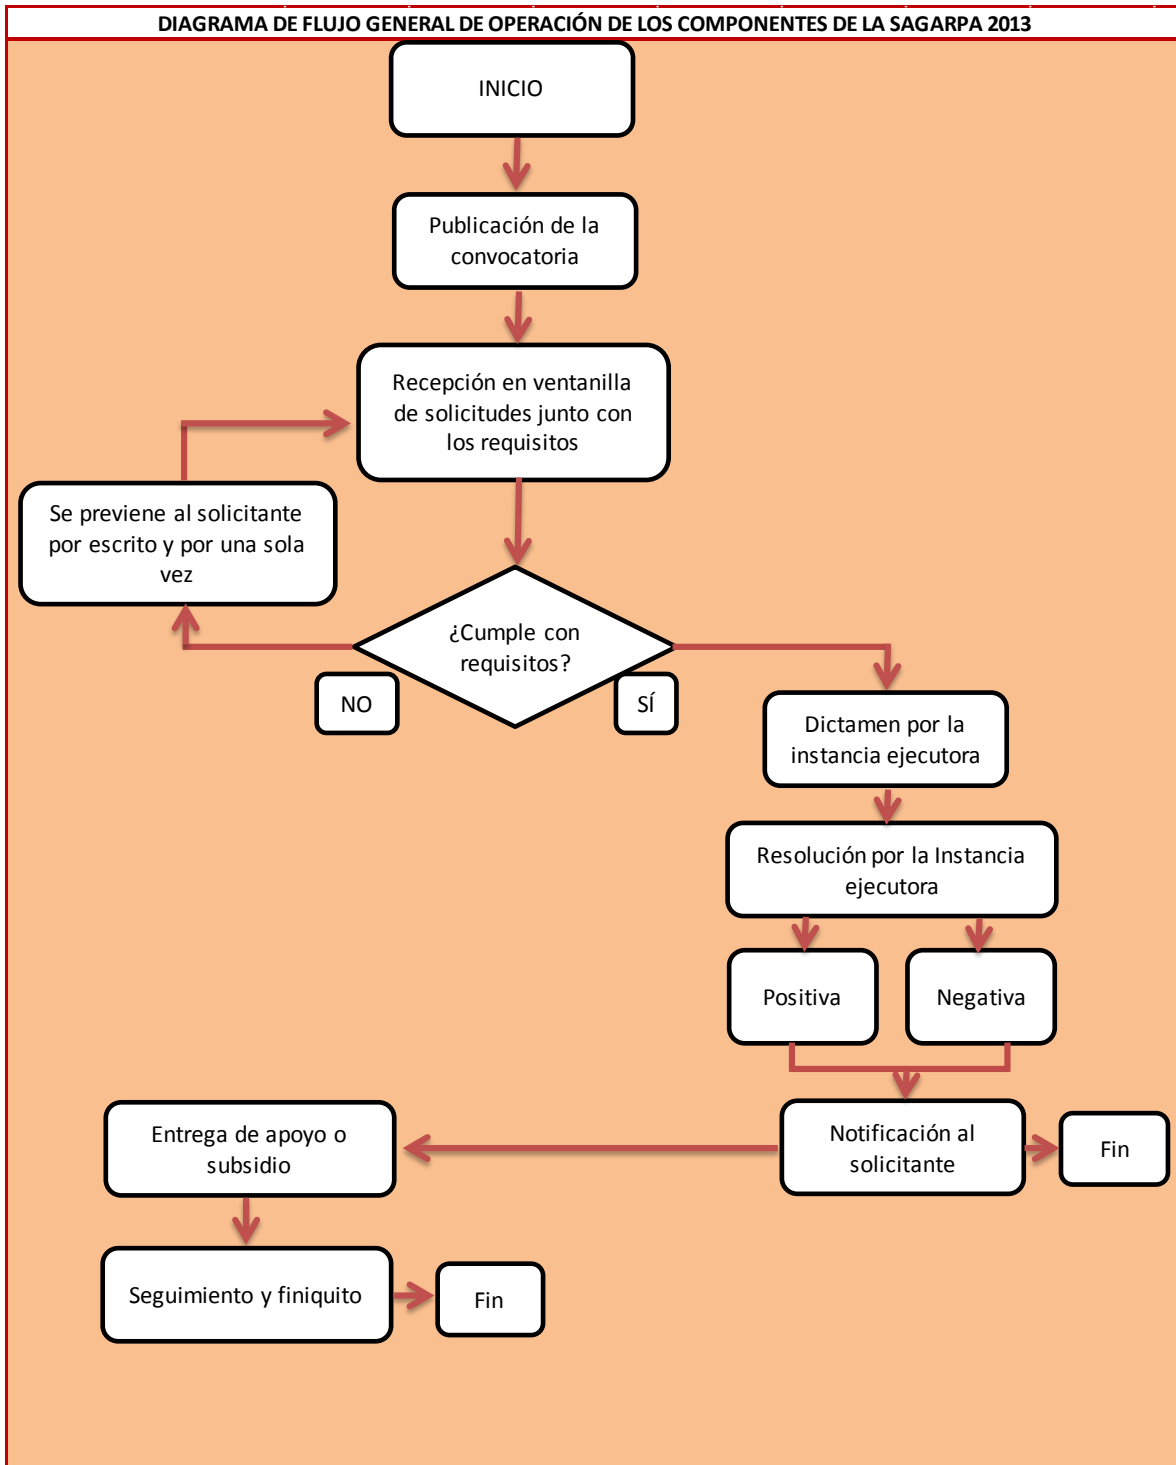 DIAGRAMA DE FLUJO GENERAL DE OPERACIÓN DE LOS COMPONENTES DE LA SAGARPA 2013
INICIO
Publicación de la
convocatoria
Recepción en ventanilla
de solicitudes junto con
los requisitos
Se previene al solicitante
por escrito y por una sola
vez
¿Cumple con
requisitos?
NO
SÍ
Dictamen por la
instancia ejecutora
Resolución por la Instancia
ejecutora
Positiva
Negativa
Notificación al
solicitante
Fin
Entrega de apoyo o
subsidio
Seguimiento y finiquito
Fin